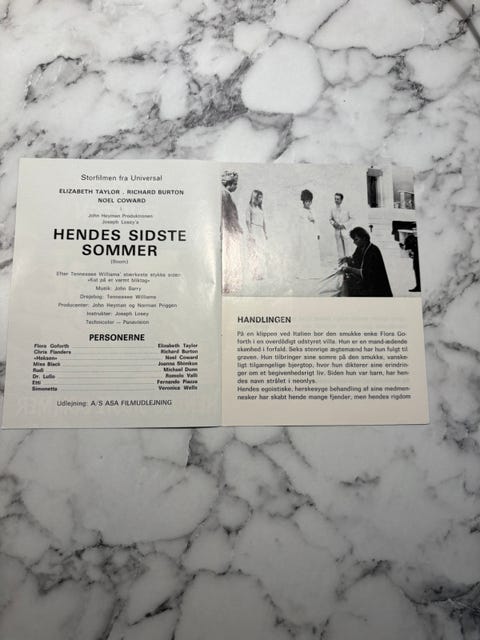 Storfilmen fra Universal
ELIZABETH TAYLOR . RICHARD BURTON
NOEL COWARD
i
John Heyman Produktionen
Joseph Losey's
HENDES SIDSTE
SOMMER
(Boom)
Efter Tennessee Williams' stærkeste stykke siden
»Kat på et varmt bliktag«
Musik: John Barry
Drejebog: Tennessee Williams
Producenter: John Heyman og Norman Priggen
Instruktør: Joseph Losey
Technicolor — Panavision
PERSONERNE
Flora Goforth Elizabeth Taylor
Chris Flanders Richard Burton
»Heksen« Noel Coward
Miss Black Joanna Shimkus
Rudi Michael Dunn
Dr. Lullo Romolo Valli
Etti Fernando Piazza
Simonetta Veronica Wells
Udlejning: A/S ASA FILMUDLEJNING
HANDLINGEN
På en klippeø ved Italien bor den smukke enke Flora Go-
forth i en overdådigt udstyret villa. Hun er en mandædende
skønhed i forfald. Seks stenrige ægtemænd har hun fulgt til
graven. Hun tilbringer sine somre på den smukke, vanske-
ligt tilgængelige bjergtop, hvor hun dikterer sine erindrin-
ger om et begivenhedsrigt liv. Siden hun var barn, har hen-
des navn strålet i neonlys.
Hendes egoistiske, herskesyge behandling af sine medmen-
nesker har skabt hende mange fjender, men hendes rigdom